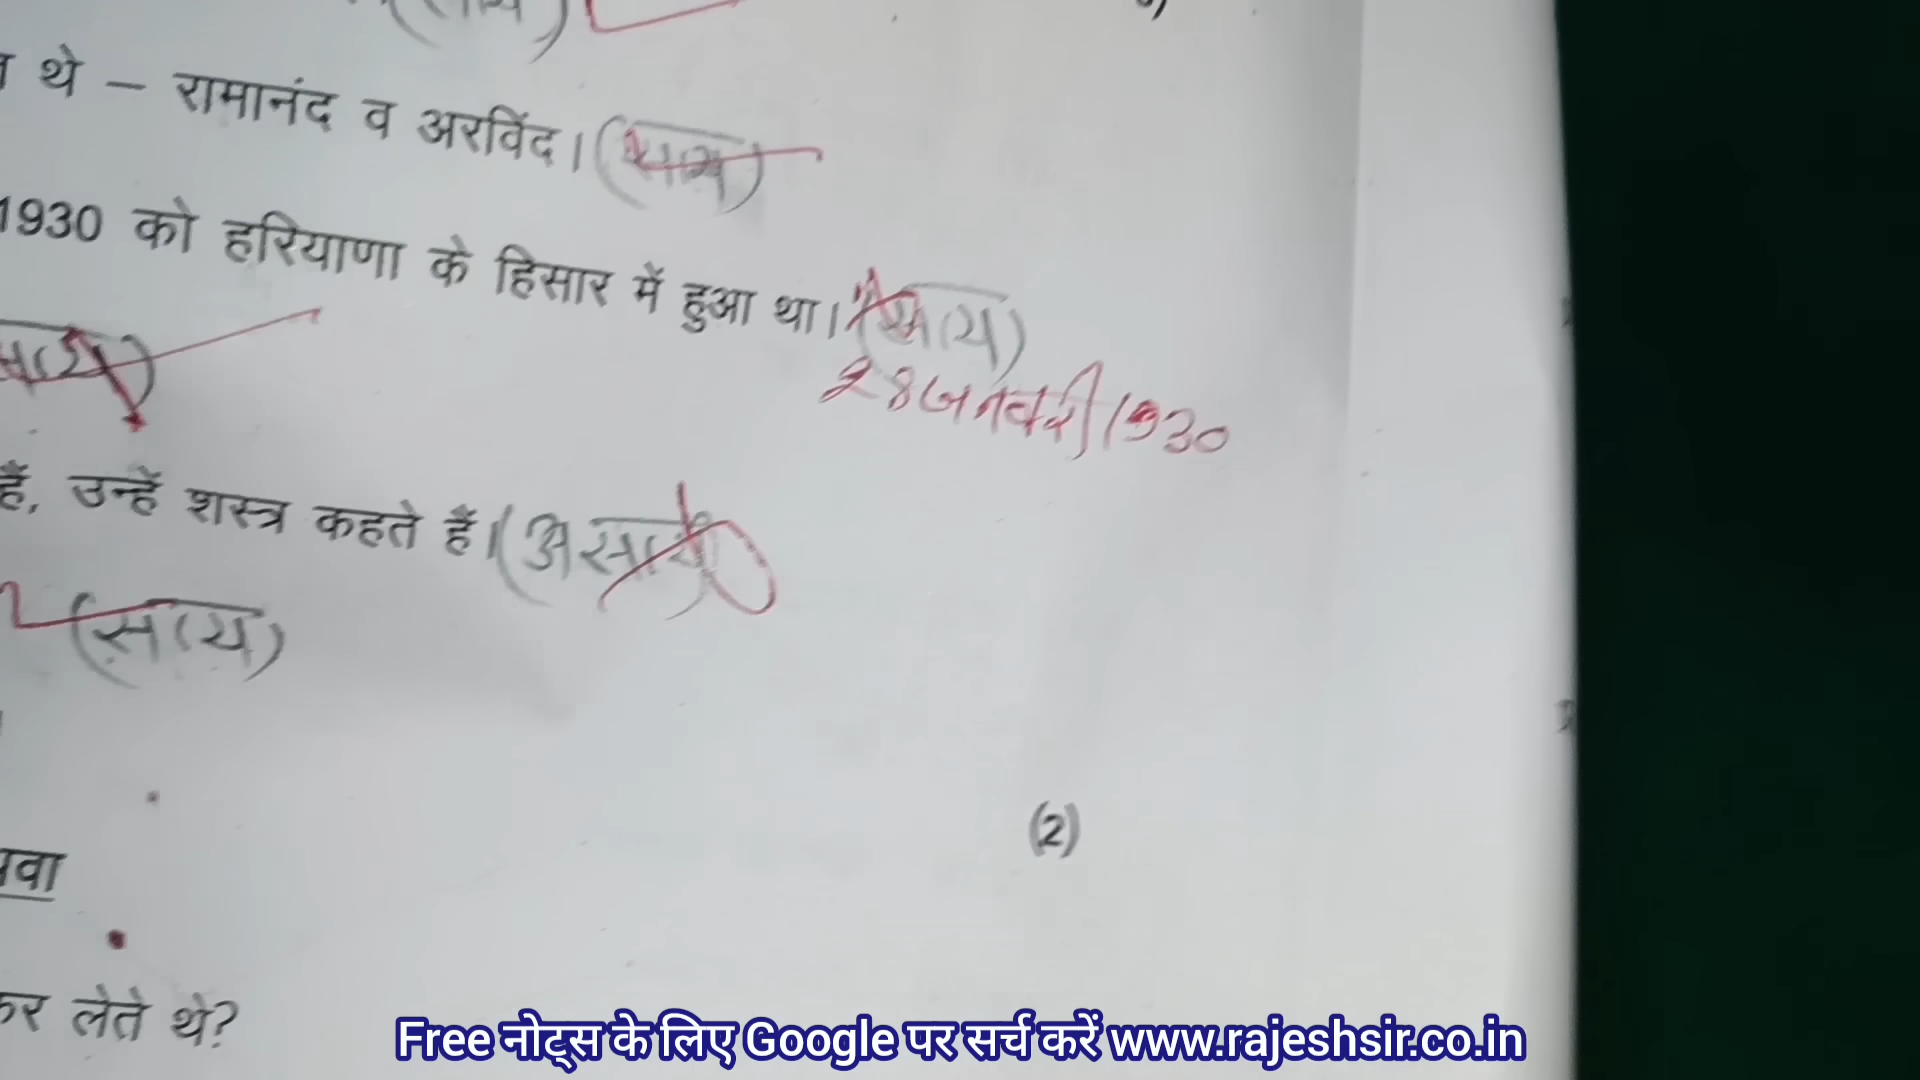 थे – रामानंद व अरविंद। (सत्य)
1930 को हरियाणा के हिसार में हुआ था। (सत्य)
28 जनवरी 1930
हैं, उन्हें शस्त्र कहते हैं। (असत्य)
(सत्य)
(2)
लेते थे?
Free नोट्स के लिए Google पर सर्च करें www.rajeshsir.co.in